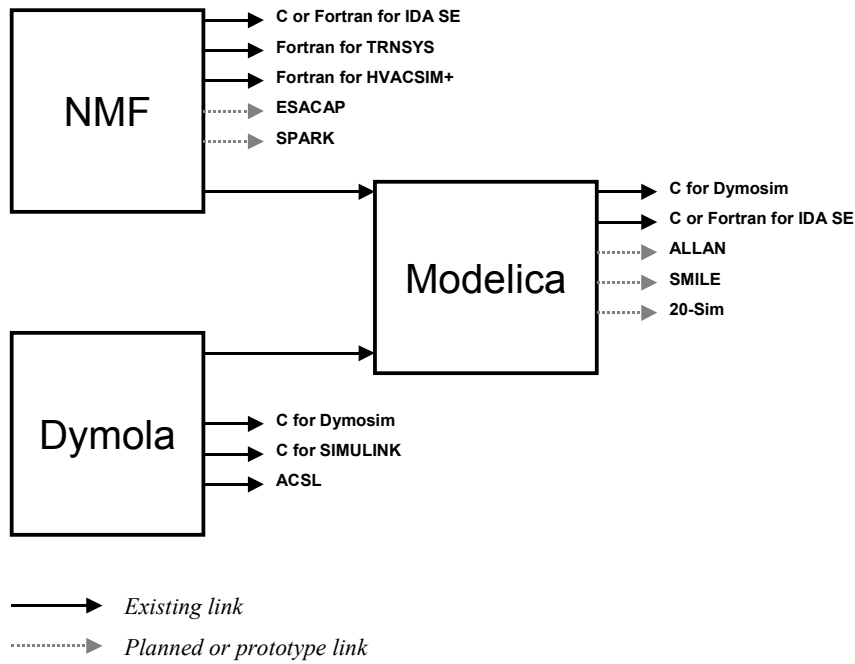 C or Fortran for IDA SE
Fortran for TRNSYS
Fortran for HVACSIM+
NMF
ESACAP
SPARK
C for Dymosim
C or Fortran for IDA SE
ALLAN
Modelica
SMILE
20-Sim
Dymola
C for Dymosim
C for SIMULINK
ACSL
Existing link
Planned or prototype link